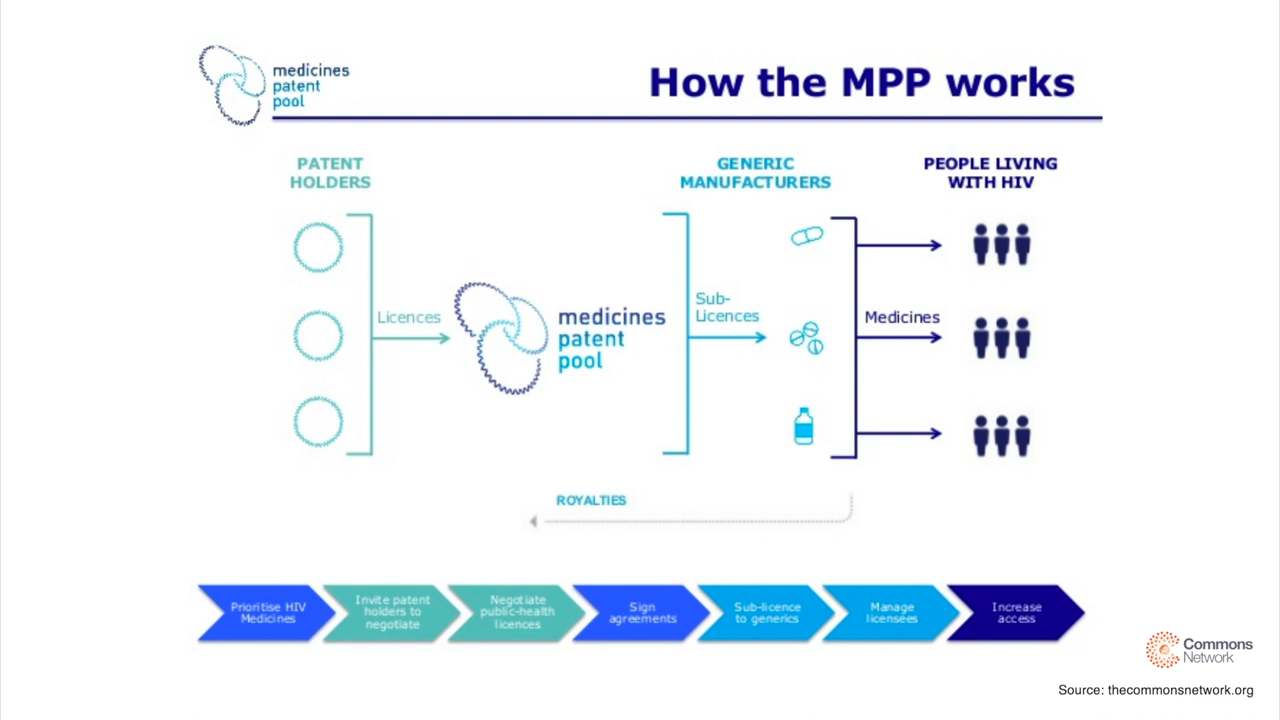 medicines
patent
pool
How the MPP works
PATENT
HOLDERS
GENERIC
MANUFACTURERS
PEOPLE LIVING
WITH HIV
Licences
medicines
patent
pool
Sub-
Licences
Medicines
ROYALTIES
Prioritise HIV
Medicines
Invite patent
holders to
negotiate
Negotiate
public-health
licences
Sign
agreements
Sub-licence
to generics
Manage
licensees
Increase
access
Commons
Network
Source: thecommonsnetwork.org